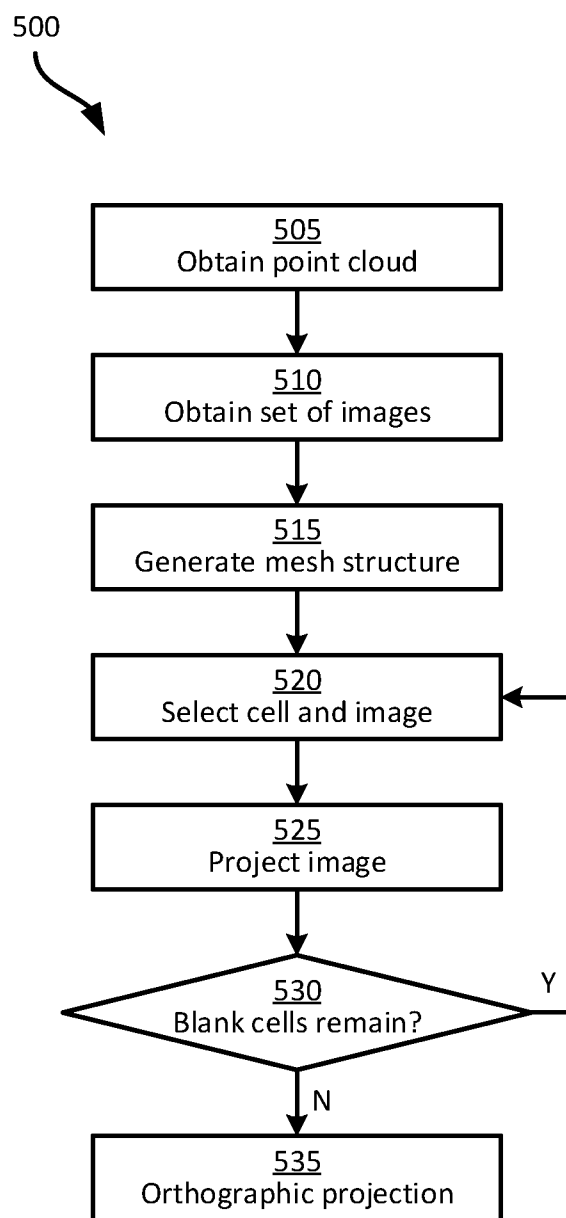 500
505
Obtain point cloud
510
Obtain set of images
515
Generate mesh structure
520
Select cell and image
525
Project image
530
Blank cells remain?
Y
N
535
Orthographic projection